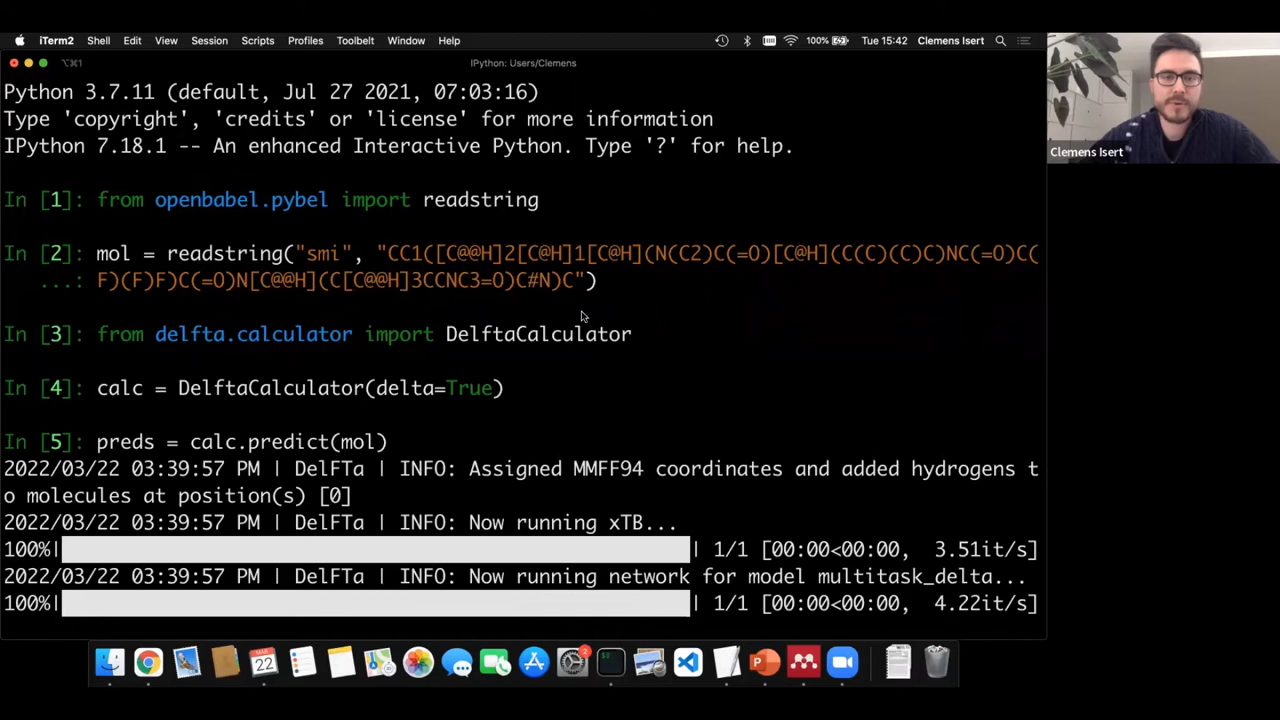 iTerm2 Shell Edit View Session Scripts Profiles Toolbelt Window Help 100% Tue 15:42 Clemens Isert
⌥⌘1 IPython: Users/Clemens
Python 3.7.11 (default, Jul 27 2021, 07:03:16)
Type 'copyright', 'credits' or 'license' for more information
IPython 7.18.1 -- An enhanced Interactive Python. Type '?' for help.
In [1]: from openbabel.pybel import readstring
In [2]: mol = readstring("smi", "CC1([C@@H]2[C@H]1[C@H](N(C2)C(=O)[C@H](C(C)(C)C)NC(=O)C(
...: F)(F)F)C(=O)N[C@@H](C[C@@H]3CCNC3=O)C#N)C")
In [3]: from delfta.calculator import DelftaCalculator
In [4]: calc = DelftaCalculator(delta=True)
In [5]: preds = calc.predict(mol)
2022/03/22 03:39:57 PM | DelFTa | INFO: Assigned MMFF94 coordinates and added hydrogens t
o molecules at position(s) [0]
2022/03/22 03:39:57 PM | DelFTa | INFO: Now running xTB...
100%| | 1/1 [00:00<00:00, 3.51it/s]
2022/03/22 03:39:57 PM | DelFTa | INFO: Now running network for model multitask_delta...
100%| | 1/1 [00:00<00:00, 4.22it/s]
Clemens Isert
MAR
22
2